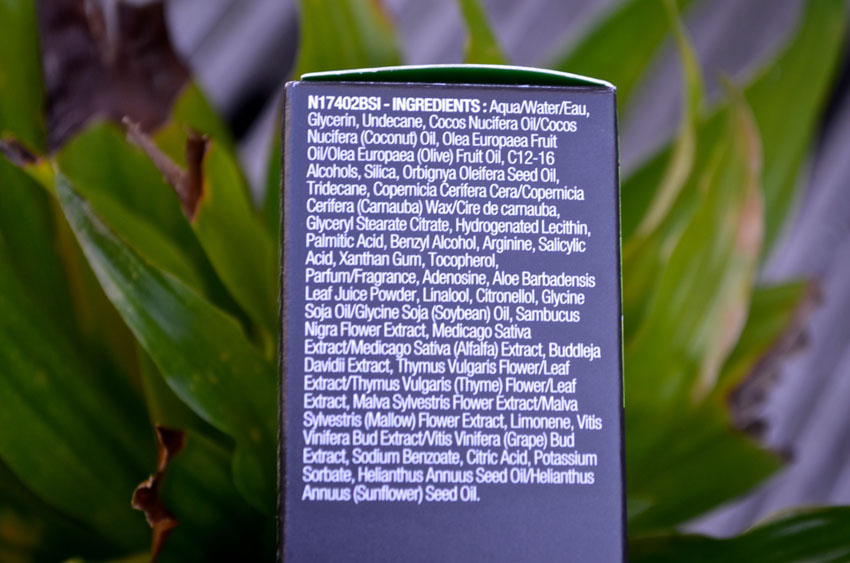 N17402BSI - INGREDIENTS : Aqua/Water/Eau,
Glycerin, Undecane, Cocos Nucifera Oil/Cocos
Nucifera (Coconut) Oil, Olea Europaea Fruit
Oil/Olea Europaea (Olive) Fruit Oil, C12-16
Alcohols, Silica, Orbignya Oleifera Seed Oil,
Tridecane, Copernicia Cerifera Cera/Copernicia
Cerifera (Carnauba) Wax/Cire de carnauba,
Glyceryl Stearate Citrate, Hydrogenated Lecithin,
Palmitic Acid, Benzyl Alcohol, Arginine, Salicylic
Acid, Xanthan Gum, Tocopherol,
Parfum/Fragrance, Adenosine, Aloe Barbadensis
Leaf Juice Powder, Linalool, Citronellol, Glycine
Soja Oil/Glycine Soja (Soybean) Oil, Sambucus
Nigra Flower Extract, Medicago Sativa
Extract/Medicago Sativa (Alfalfa) Extract, Buddleja
Davidii Extract, Thymus Vulgaris Flower/Leaf
Extract/Thymus Vulgaris (Thyme) Flower/Leaf
Extract, Malva Sylvestris Flower Extract/Malva
Sylvestris (Mallow) Flower Extract, Limonene, Vitis
Vinifera Bud Extract/Vitis Vinifera (Grape) Bud
Extract, Sodium Benzoate, Citric Acid, Potassium
Sorbate, Helianthus Annuus Seed Oil/Helianthus
Annuus (Sunflower) Seed Oil.